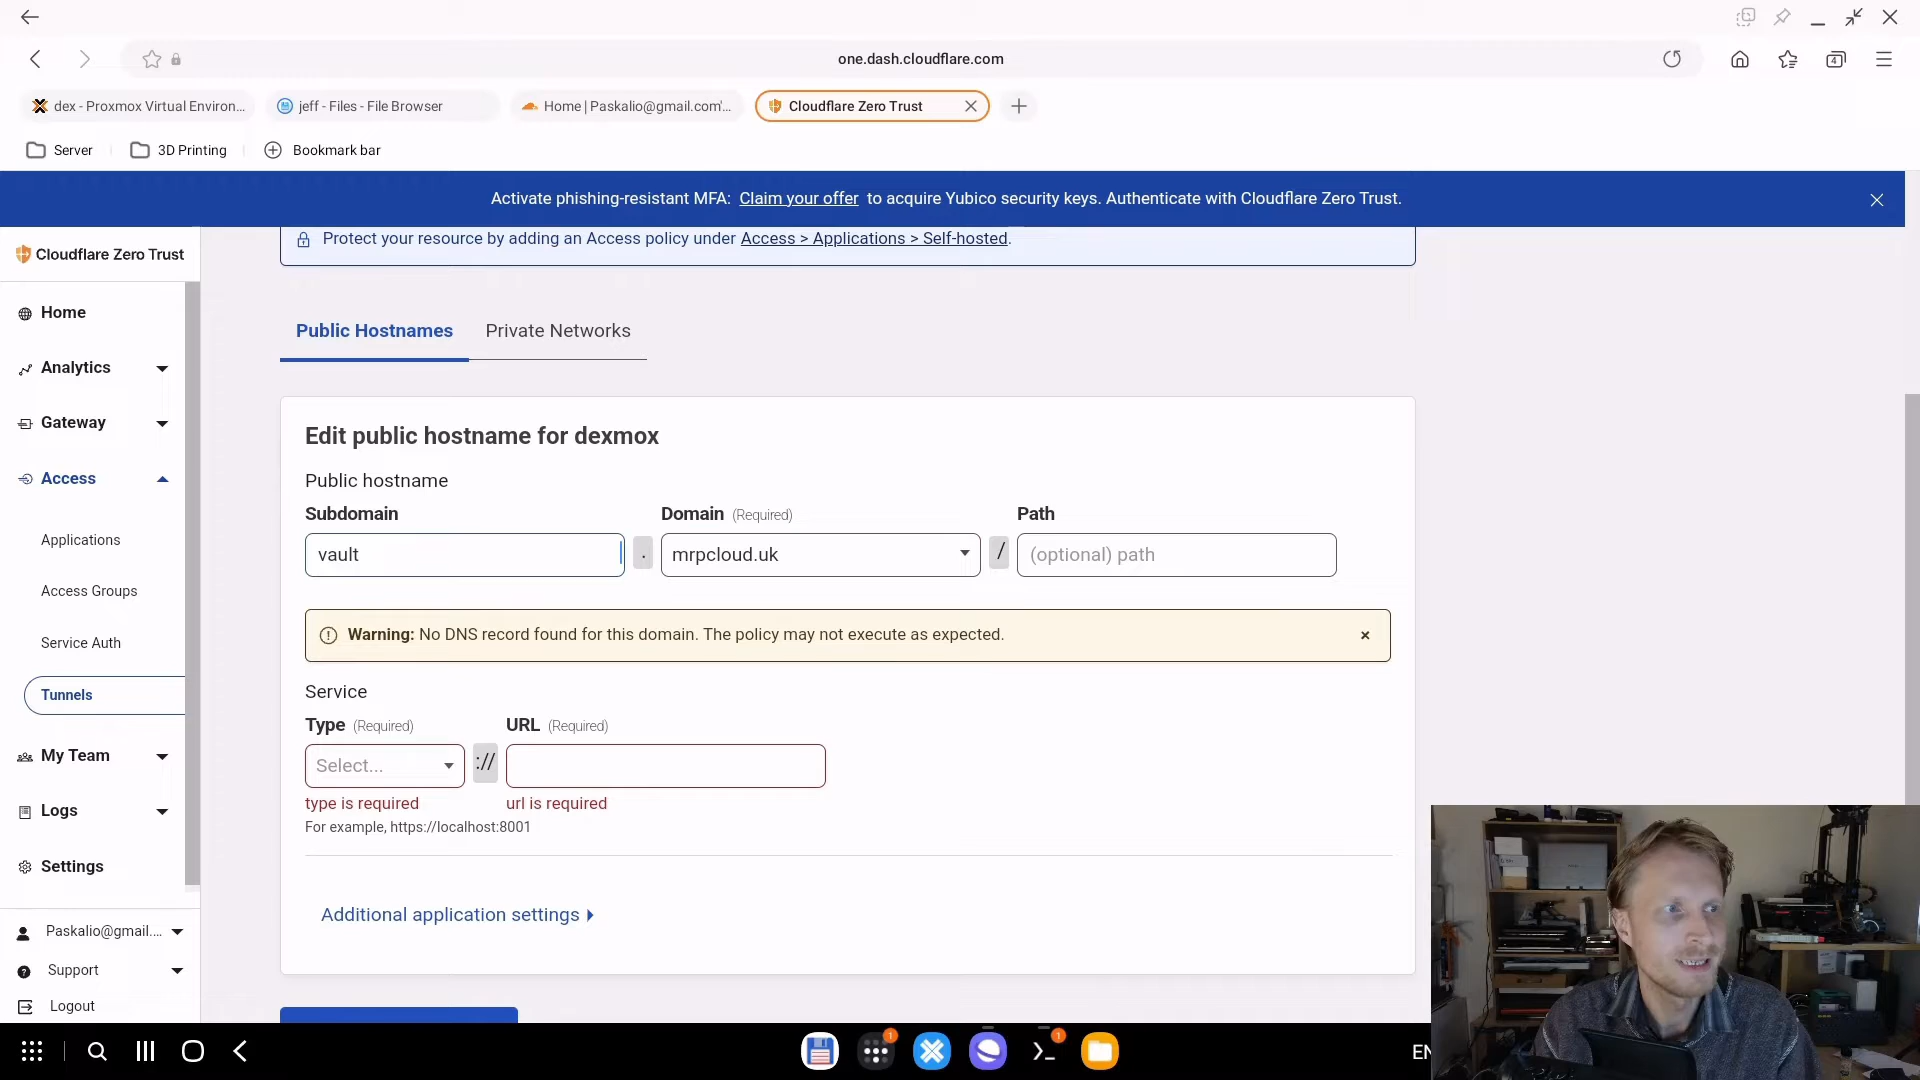 one.dash.cloudflare.com
4
dex - Proxmox Virtual Environ...
jeff - Files - File Browser
Home | Paskalio@gmail.com'...
Cloudflare Zero Trust
Server
3D Printing
Bookmark bar
Activate phishing-resistant MFA: Claim your offer to acquire Yubico security keys. Authenticate with Cloudflare Zero Trust.
Protect your resource by adding an Access policy under Access > Applications > Self-hosted.
Cloudflare Zero Trust
Home
Analytics
Gateway
Access
Applications
Access Groups
Service Auth
Tunnels
My Team
Logs
Settings
Paskalio@gmail....
Support
Logout
Public Hostnames
Private Networks
Edit public hostname for dexmox
Public hostname
Subdomain
Domain (Required)
Path
vault
.
mrpcloud.uk
/
(optional) path
Warning: No DNS record found for this domain. The policy may not execute as expected.
Service
Type (Required)
URL (Required)
Select...
://
type is required
url is required
For example, https://localhost:8001
Additional application settings
1
1
EN